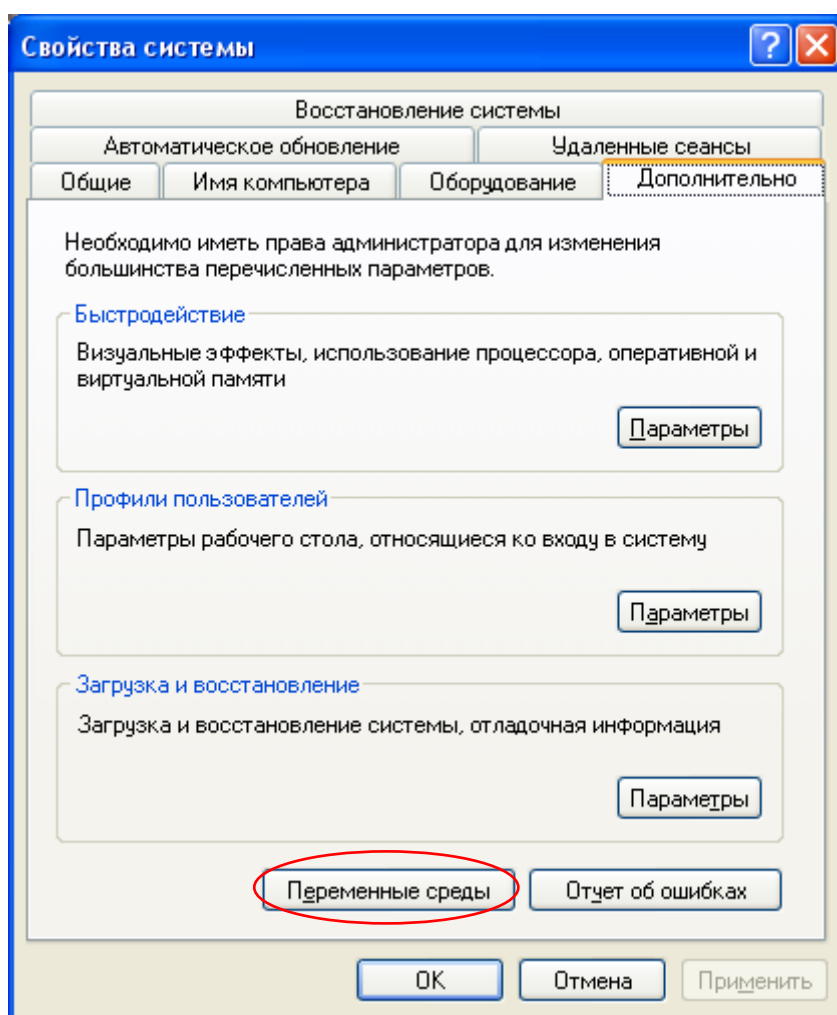 Свойства системы
Восстановление системы
Автоматическое обновление Удаленные сеансы
Общие Имя компьютера Оборудование Дополнительно
Необходимо иметь права администратора для изменения
большинства перечисленных параметров.
Быстродействие
Визуальные эффекты, использование процессора, оперативной и
виртуальной памяти
Параметры
Профили пользователей
Параметры рабочего стола, относящиеся ко входу в систему
Параметры
Загрузка и восстановление
Загрузка и восстановление системы, отладочная информация
Параметры
Переменные среды Отчет об ошибках
ОК Отмена Применить